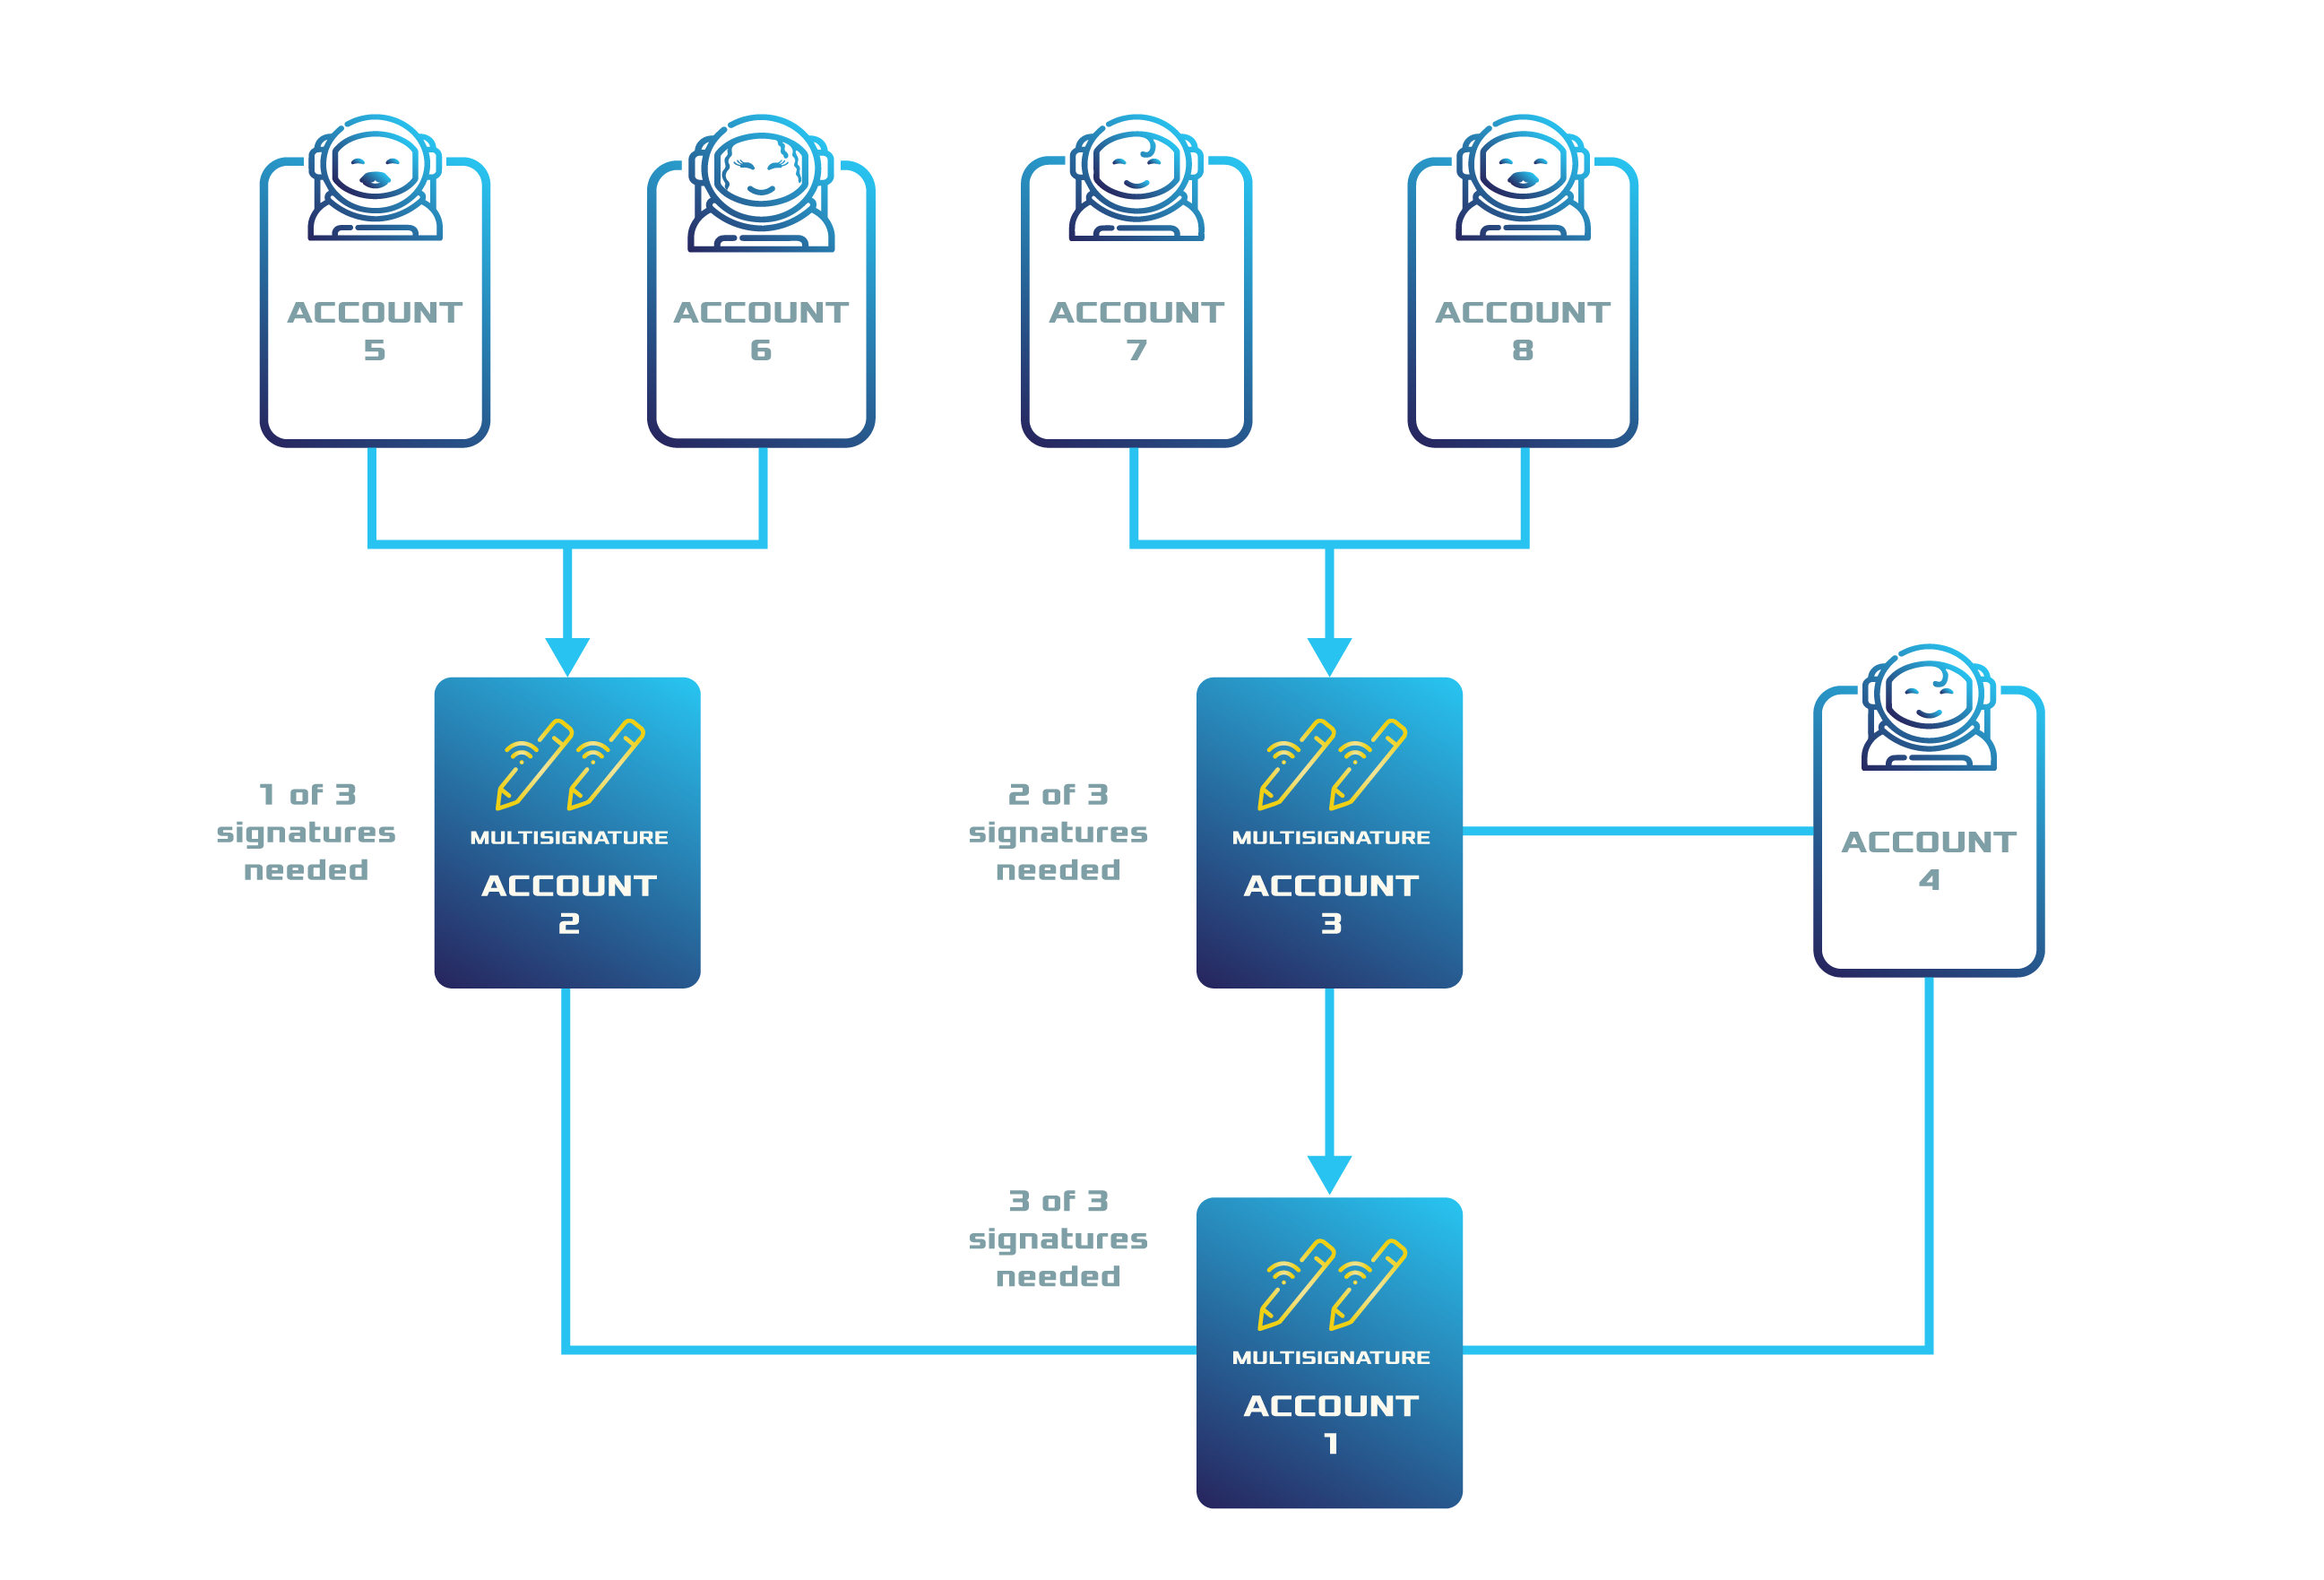 ACCOUNT
5
ACCOUNT
6
ACCOUNT
7
ACCOUNT
8
1 of 3
signatures
need
MULTISIGNATURE
ACCOUNT
2
2 of 3
signatures
needed
MULTISIGNATURE
ACCOUNT
3
ACCOUNT
4
3 of 3
signatures
needed
MULTISIGNATURE
ACCOUNT
1